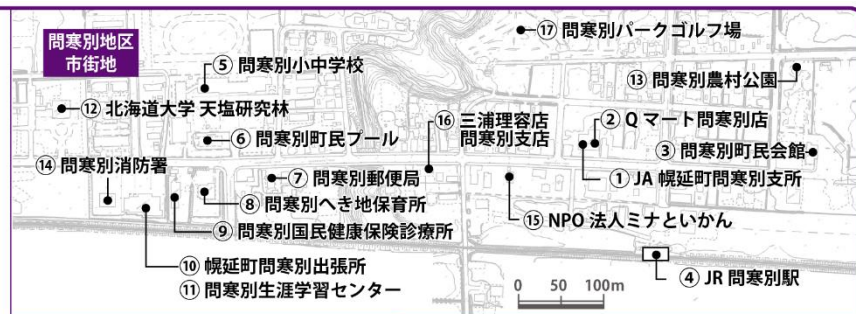 問寒別地区
市街地
⑰ 問寒別パークゴルフ場
⑤ 問寒別小中学校
⑬ 問寒別農村公園
⑫ 北海道大学 天塩研究林
⑯ 三浦理容店
問寒別支店
② Q マート問寒別店
⑥ 問寒別町民プール
③ 問寒別町民会館
⑭ 問寒別消防署
⑦ 問寒別郵便局
① JA 幌延町問寒別支所
⑧ 問寒別へき地保育所
⑮ NPO 法人ミナといかん
⑨ 問寒別国民健康保険診療所
⑩ 幌延町問寒別出張所
④ JR 問寒別駅
⑪ 問寒別生涯学習センター
0 50 100m